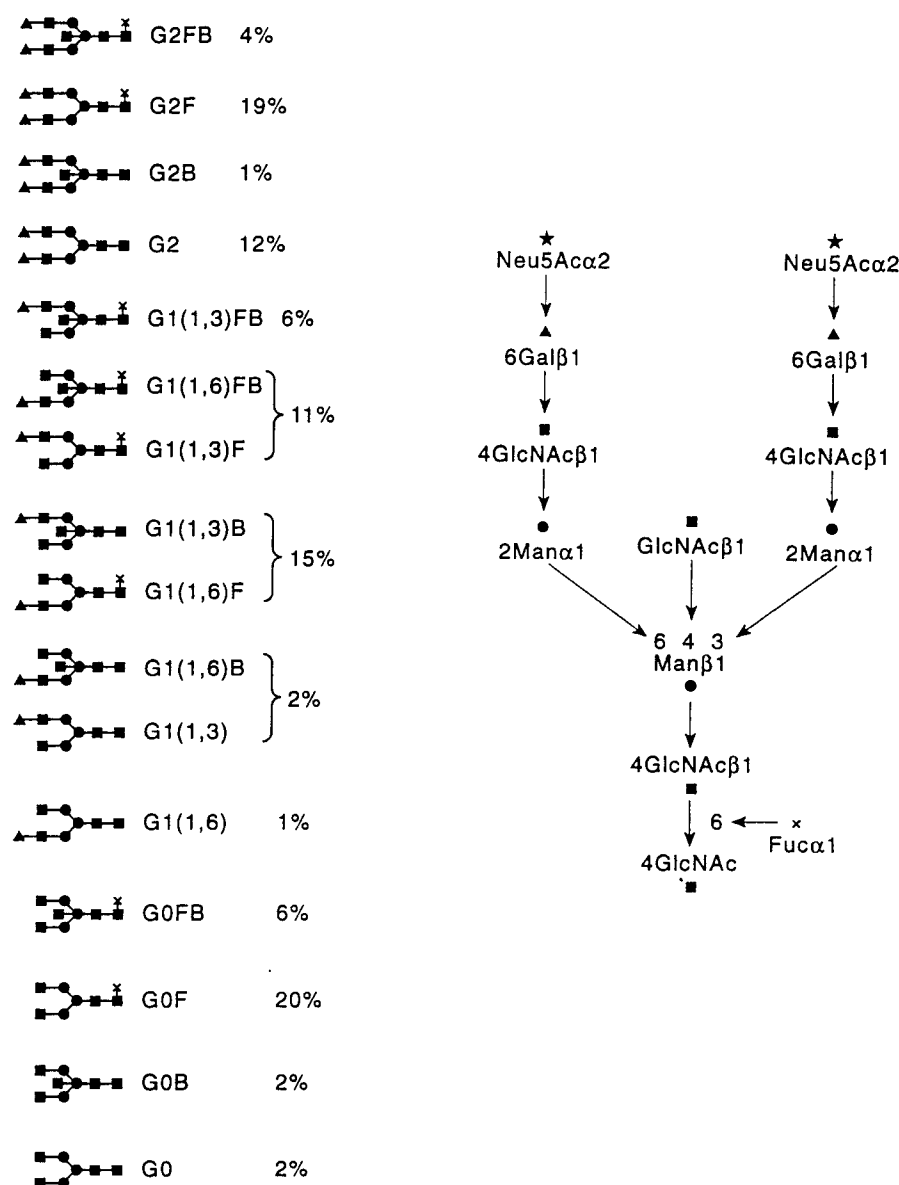 G2FB 4%
G2F 19%
G2B 1%
G2 12%
G1(1,3)FB 6%
G1(1,6)FB
11%
G1(1,3)F
G1(1,3)B
15%
G1(1,6)F
G1(1,6)B
2%
G1(1,3)
G1(1,6) 1%
G0FB 6%
G0F 20%
G0B 2%
G0 2%
Neu5Acα2 Neu5Acα2
6Galβ1 6Galβ1
4GlcNAcβ1 4GlcNAcβ1
2Manα1 GlcNAcβ1 2Manα1
6 4 3
Manβ1
4GlcNAcβ1
6
Fucα1
4GlcNAc